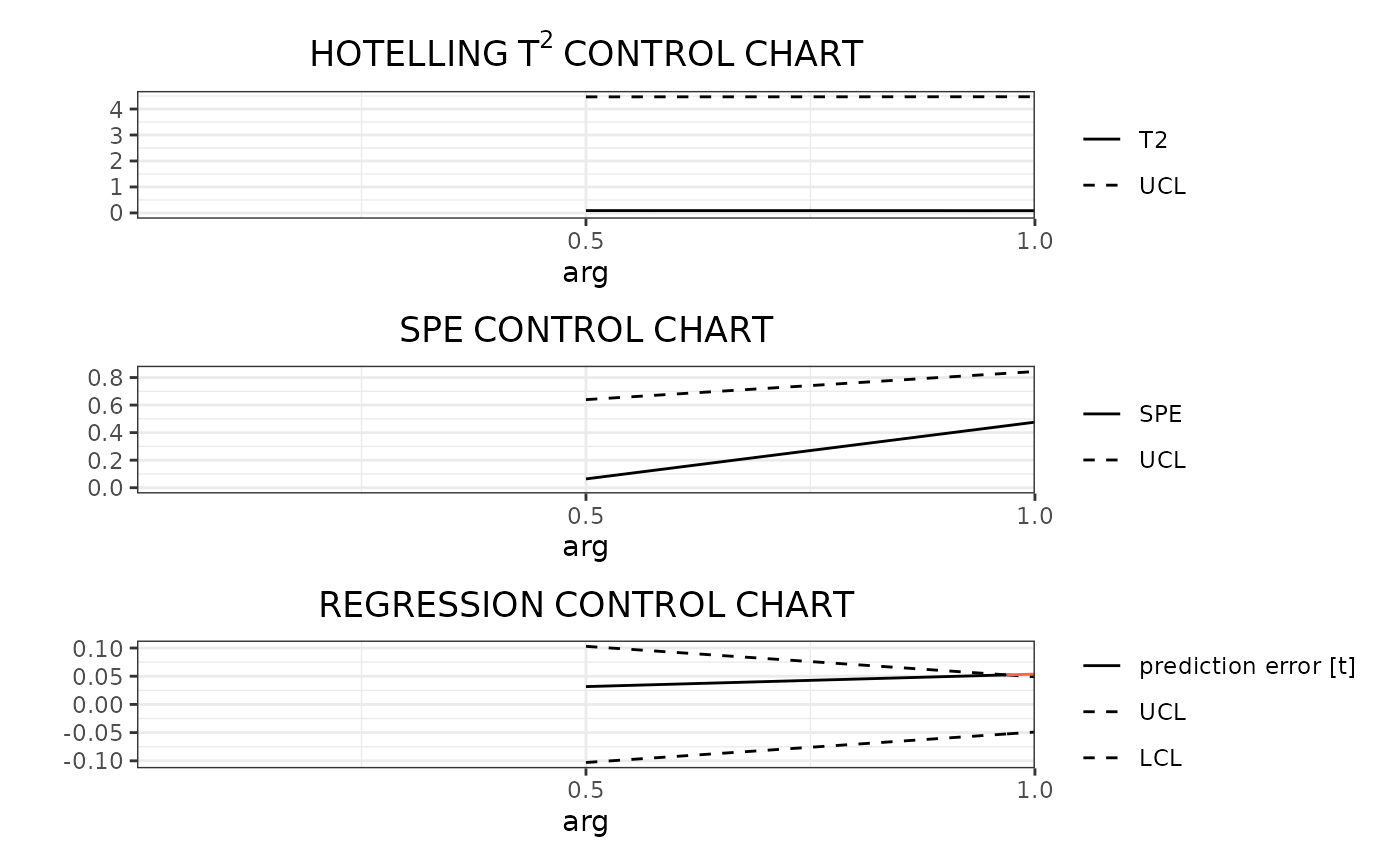 HOTELLING T² CONTROL CHART
4
3
2
1
0
0.5 1.0
arg
T2
UCL
SPE CONTROL CHART
0.8
0.6
0.4
0.2
0.0
0.5 1.0
arg
SPE
UCL
REGRESSION CONTROL CHART
0.10
0.05
0.00
-0.05
-0.10
0.5 1.0
arg
prediction error [t]
UCL
LCL